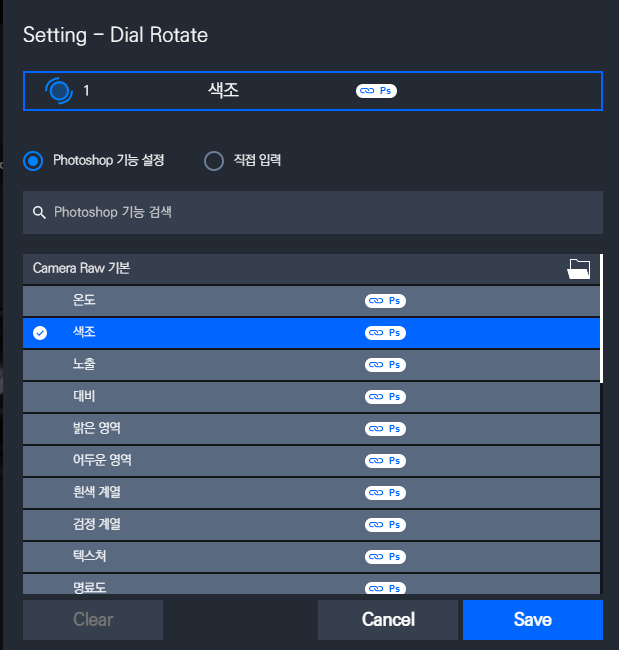 Setting - Dial Rotate
1 색조 Ps
Photoshop 기능 설정 직접 입력
Photoshop 기능 검색
Camera Raw 기본
온도 Ps
색조 Ps
노출 Ps
대비 Ps
밝은 영역 Ps
어두운 영역 Ps
흰색 계열 Ps
검정 계열 Ps
텍스쳐 Ps
명료도 Ps
Clear Cancel Save